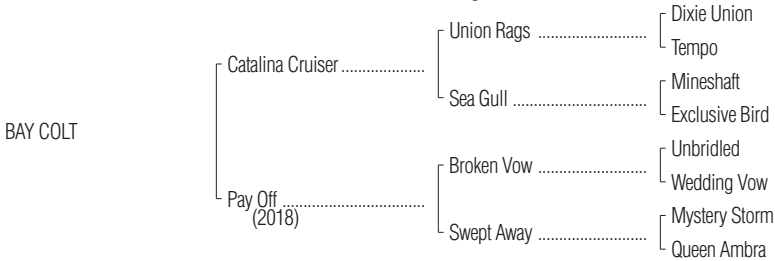 Dixie Union
Union Rags ..........................
Tempo
Catalina Cruiser ....................
Mineshaft
Sea Gull ................................
Exclusive Bird
BAY COLT
Unbridled
Broken Vow ...........................
Wedding Vow
Pay Off ..................................
(2018)
Mystery Storm
Swept Away ..........................
Queen Ambra